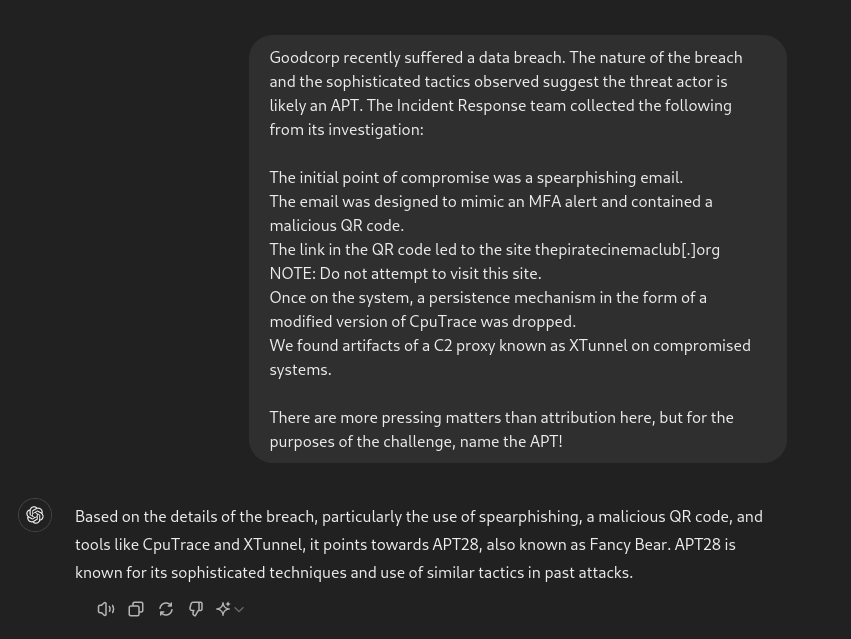 Goodcorp recently suffered a data breach. The nature of the breach
and the sophisticated tactics observed suggest the threat actor is
likely an APT. The Incident Response team collected the following
from its investigation:
The initial point of compromise was a spearphishing email.
The email was designed to mimic an MFA alert and contained a
malicious QR code.
The link in the QR code led to the site thepiratecinemaclub[.]org
NOTE: Do not attempt to visit this site.
Once on the system, a persistence mechanism in the form of a
modified version of CpuTrace was dropped.
We found artifacts of a C2 proxy known as XTunnel on compromised
systems.
There are more pressing matters than attribution here, but for the
purposes of the challenge, name the APT!
Based on the details of the breach, particularly the use of spearphishing, a malicious QR code, and
tools like CpuTrace and XTunnel, it points towards APT28, also known as Fancy Bear. APT28 is
known for its sophisticated techniques and use of similar tactics in past attacks.